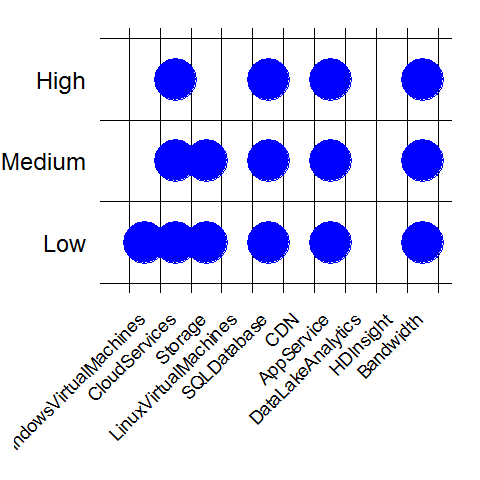 High
Medium
Low
ndowsVirtualMachines
CloudServices
Storage
LinuxVirtualMachines
SQLDatabase
CDN
AppService
DataLakeAnalytics
HDInsight
Bandwidth